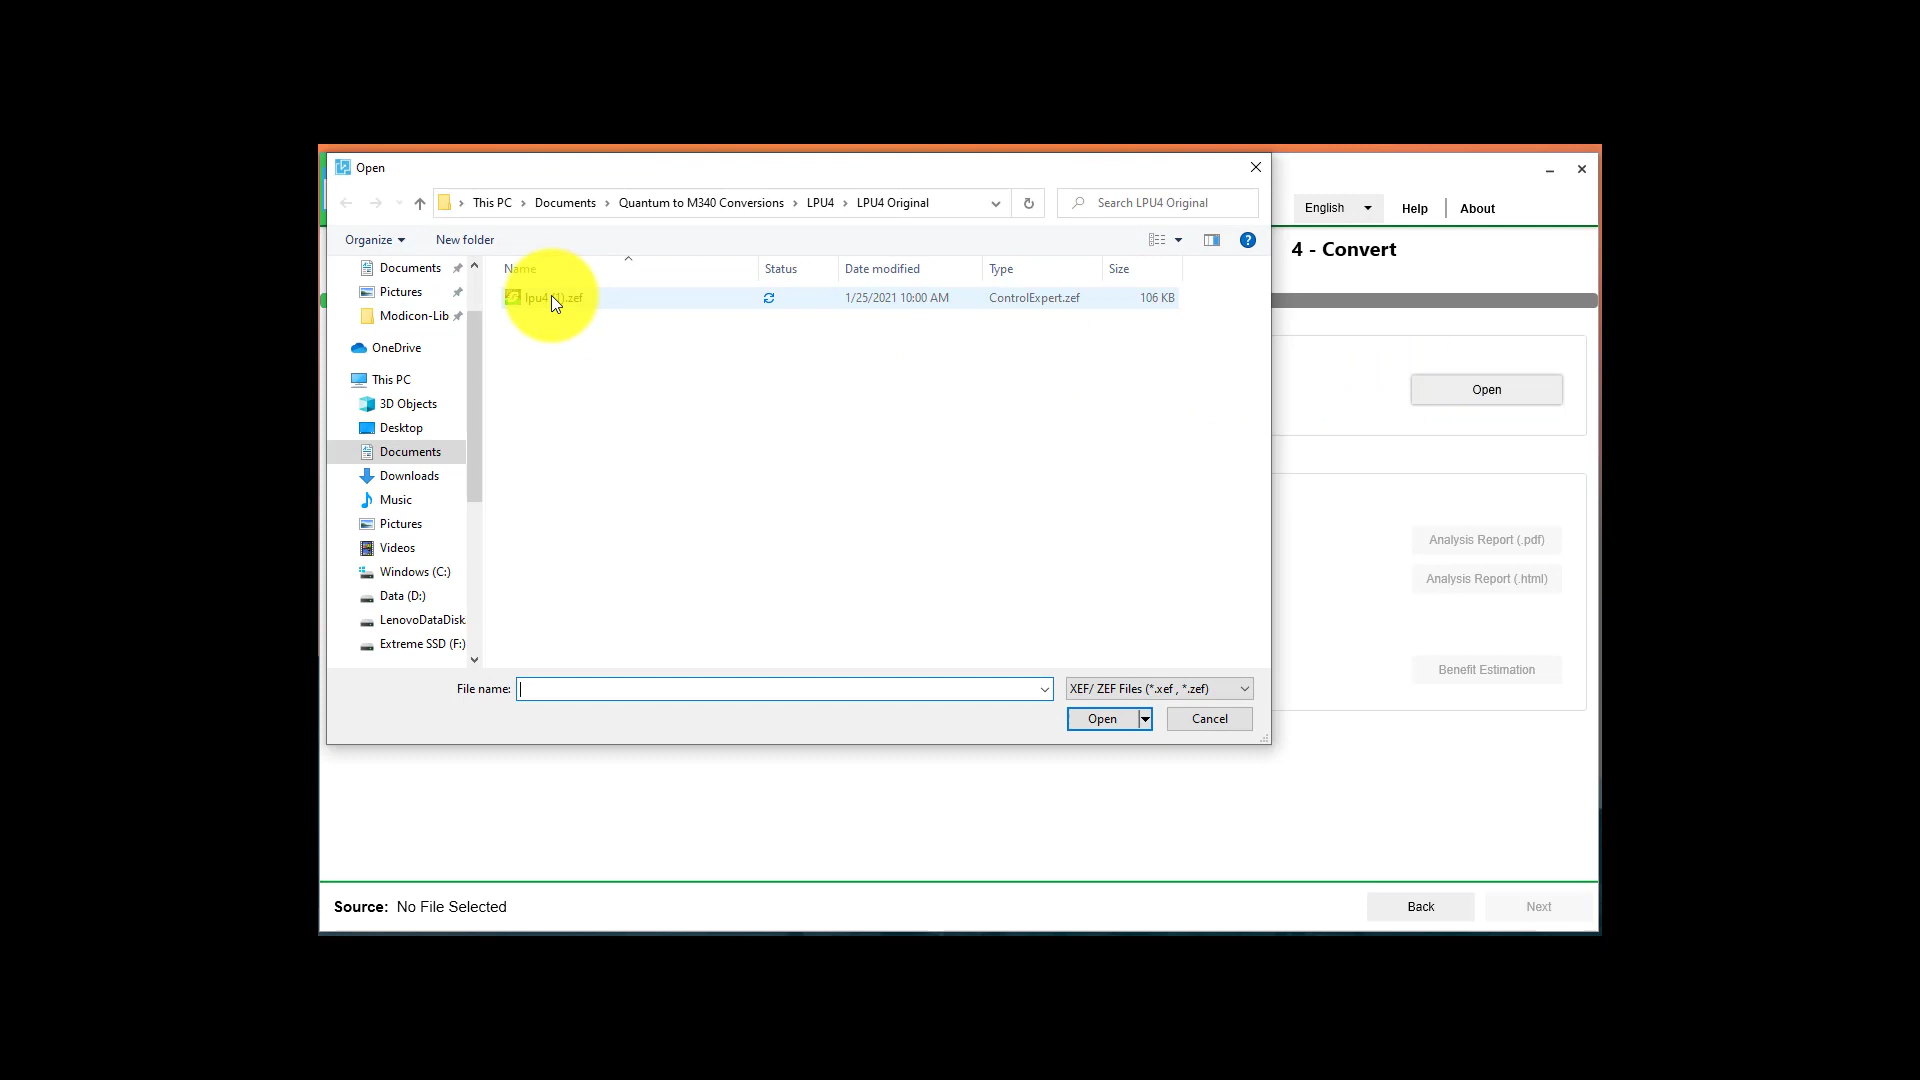 Open
This PC > Documents > Quantum to M340 Conversions > LPU4 > LPU4 Original
Search LPU4 Original
English
Help
About
Organize
New folder
4 - Convert
Name
Status
Date modified
Type
Size
lpu4 (1).zef
1/25/2021 10:00 AM
ControlExpert.zef
106 KB
Documents
Pictures
Modicon-Lib
OneDrive
This PC
3D Objects
Desktop
Documents
Downloads
Music
Pictures
Videos
Windows (C:)
Data (D:)
LenovoDataDisk
Extreme SSD (F:)
Open
Analysis Report (.pdf)
Analysis Report (.html)
Benefit Estimation
File name:
XEF/ ZEF Files (*.xef , *.zef)
Open
Cancel
Source: No File Selected
Back
Next